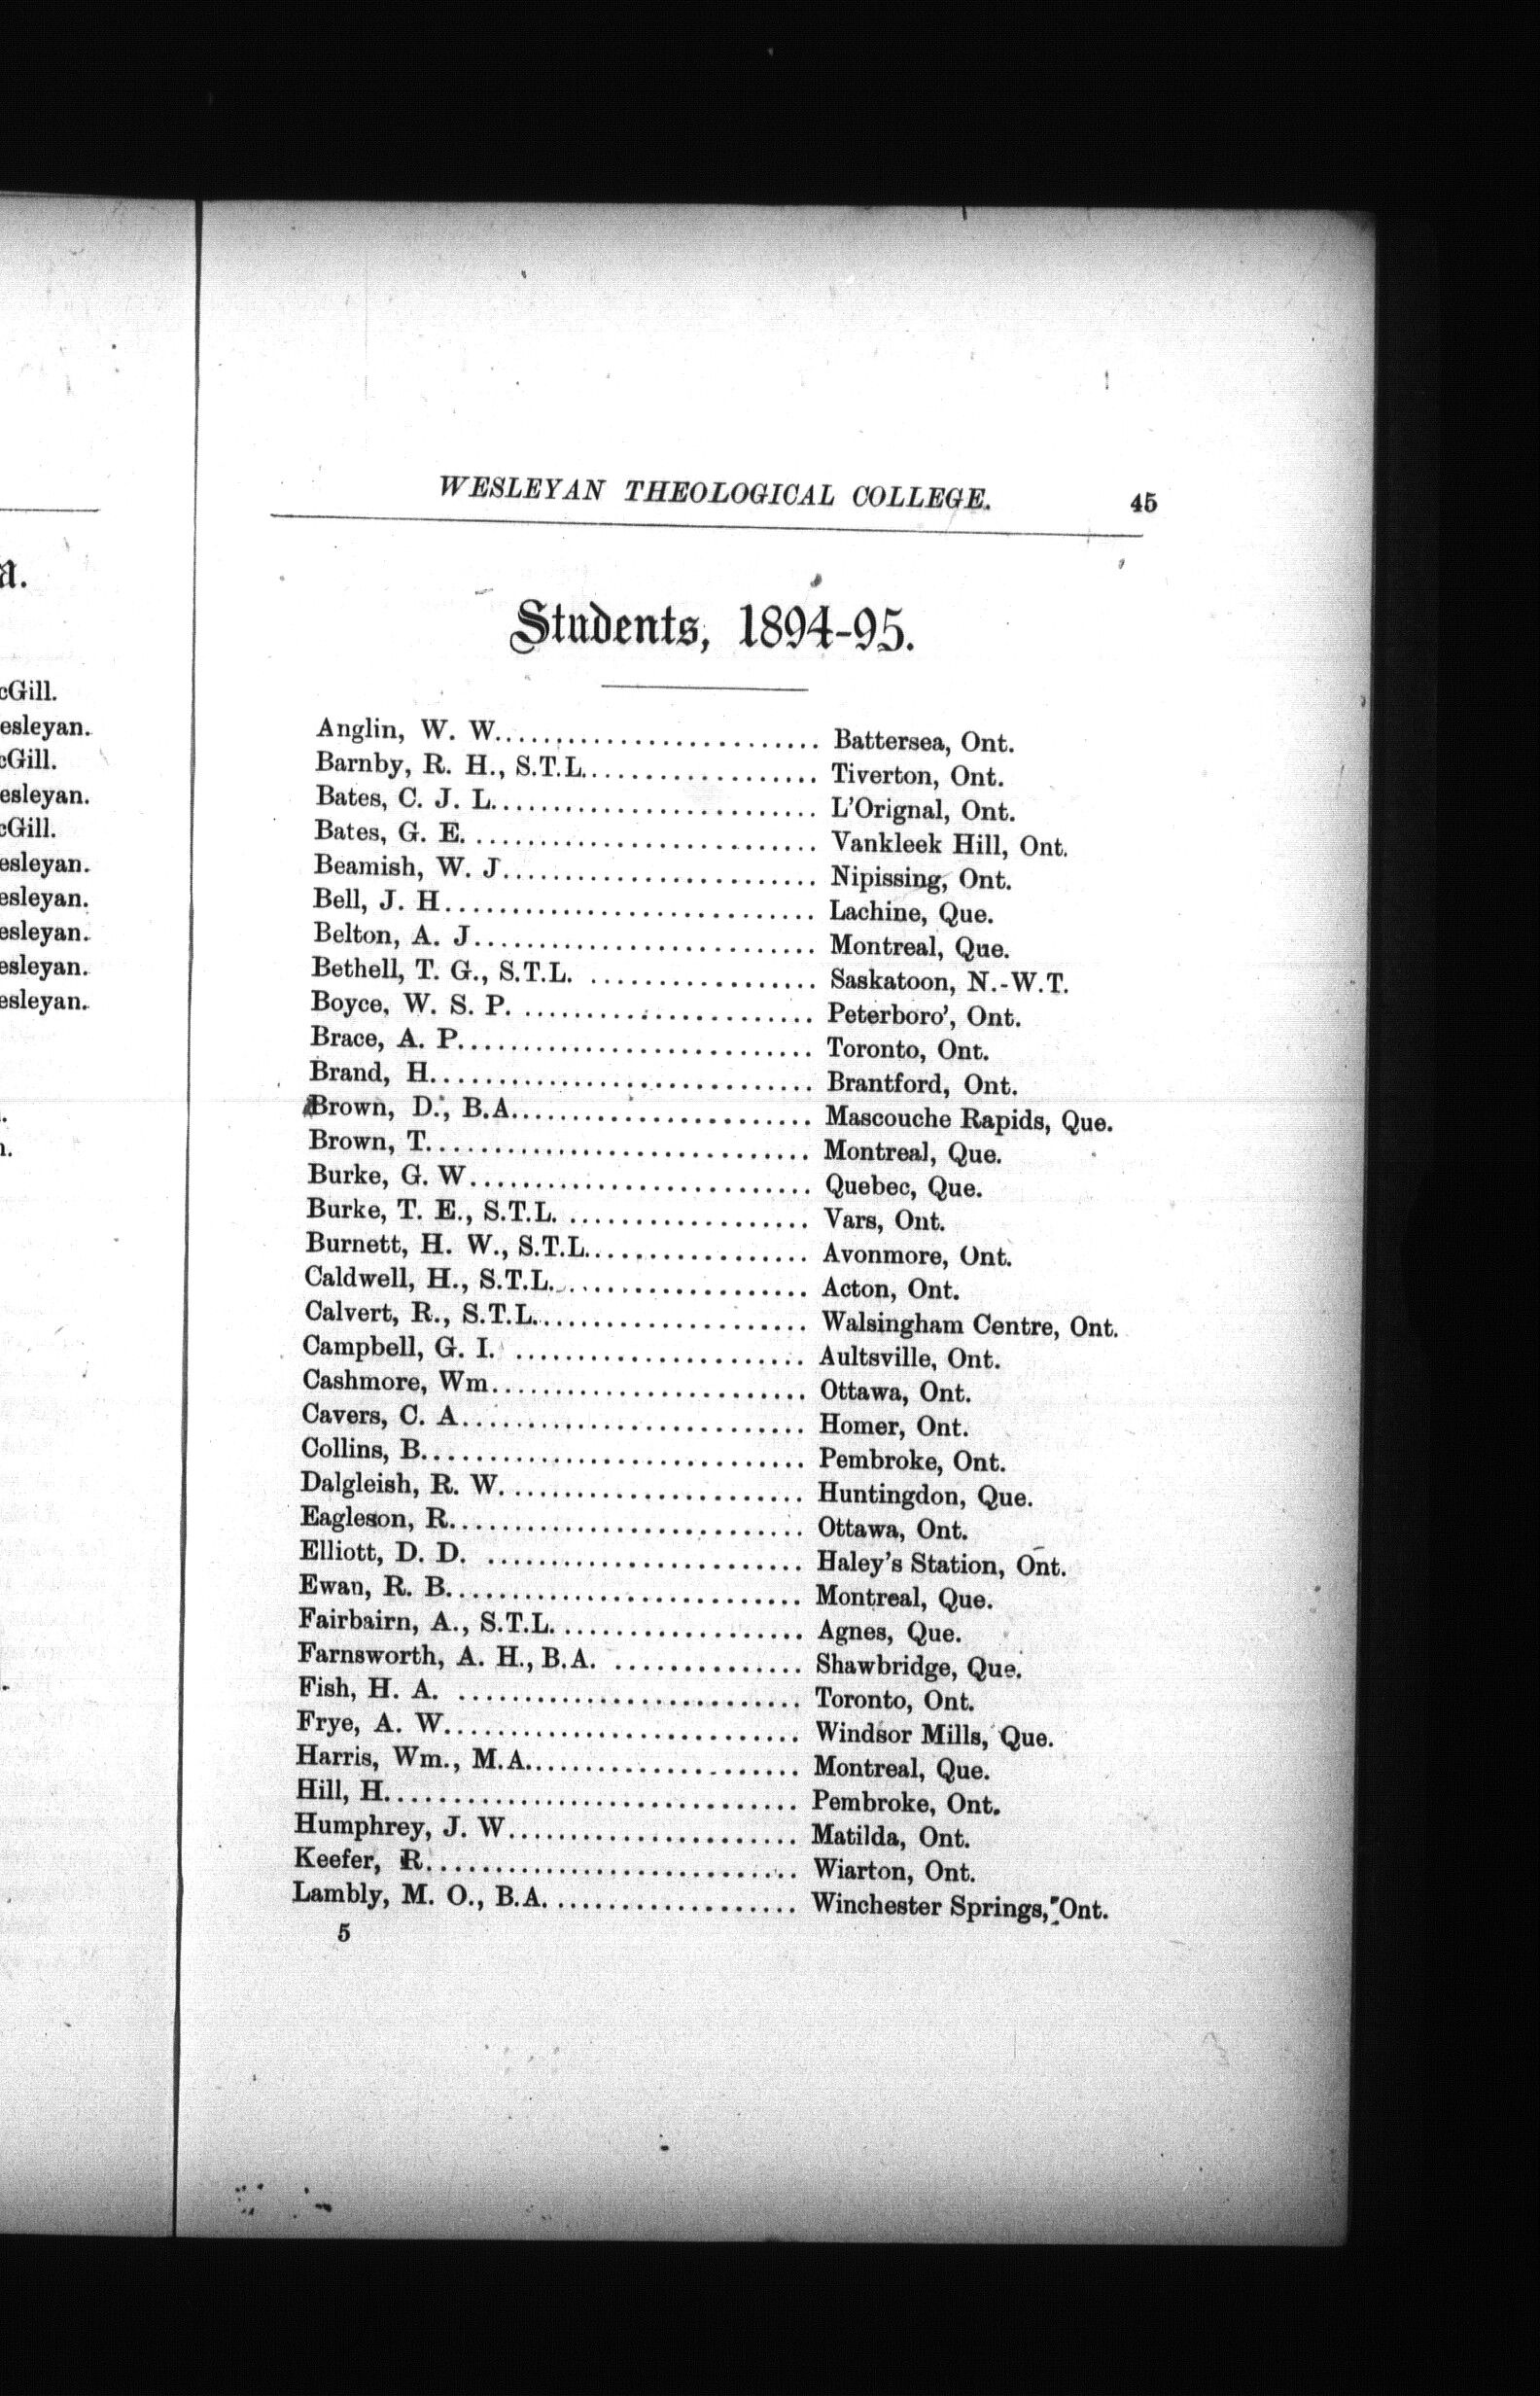 WESLEYAN THEOLOGICAL COLLEGE. 45
Students, 1894-95.
Anglin, W. W.......................... Battersea, Ont.
Barnby, R. H., S.T.L................... Tiverton, Ont.
Bates, C. J. L.......................... L'Orignal, Ont.
Bates, G. E. .......................... Vankleek Hill, Ont.
Beamish, W. J........................ Nipissing, Ont.
Bell, J. H............................ Lachine, Que.
Belton, A. J.......................... Montreal, Que.
Bethell, T. G., S.T.L. .................. Saskatoon, N.-W.T.
Boyce, W. S. P. ...................... Peterboro', Ont.
Brace, A. P........................... Toronto, Ont.
Brand, H............................. Brantford, Ont.
Brown, D., B.A....................... Mascouche Rapids, Que.
Brown, T............................. Montreal, Que.
Burke, G. W.......................... Quebec, Que.
Burke, T. E., S.T.L. .................. Vars, Ont.
Burnett, H. W., S.T.L................. Avonmore, Ont.
Caldwell, H., S.T.L................... Acton, Ont.
Calvert, R., S.T.L..................... Walsingham Centre, Ont.
Campbell, G. I. ...................... Aultsville, Ont.
Cashmore, Wm........................ Ottawa, Ont.
Cavers, C. A.......................... Homer, Ont.
Collins, B............................. Pembroke, Ont.
Dalgleish, R. W. ...................... Huntingdon, Que.
Eagleson, R........................... Ottawa, Ont.
Elliott, D. D. ........................ Haley's Station, Ont.
Ewan, R. B........................... Montreal, Que.
Fairbairn, A., S.T.L. .................. Agnes, Que.
Farnsworth, A. H., B.A. .............. Shawbridge, Que.
Fish, H. A. .......................... Toronto, Ont.
Frye, A. W........................... Windsor Mills, Que.
Harris, Wm., M.A..................... Montreal, Que.
Hill, H............................... Pembroke, Ont.
Humphrey, J. W...................... Matilda, Ont.
Keefer, R............................ Wiarton, Ont.
Lambly, M. O., B.A. .................. Winchester Springs, Ont.
5